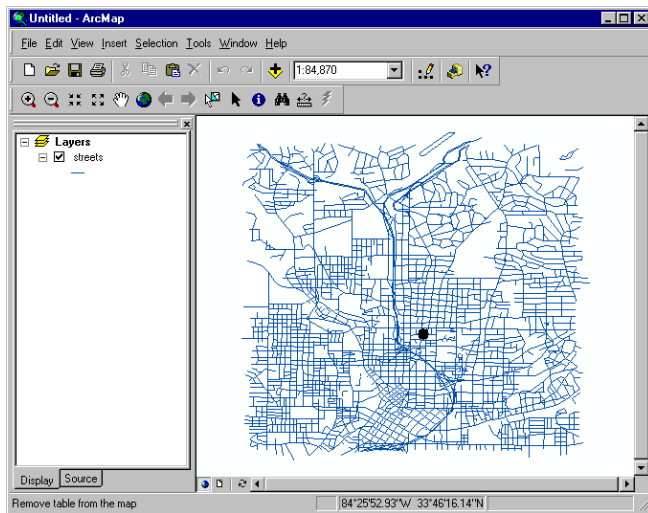 Untitled - ArcMap
File Edit View Insert Selection Tools Window Help
1:84,870
Layers
streets
Display Source
Remove table from the map
84°25'52.93"W 33°46'16.14"N